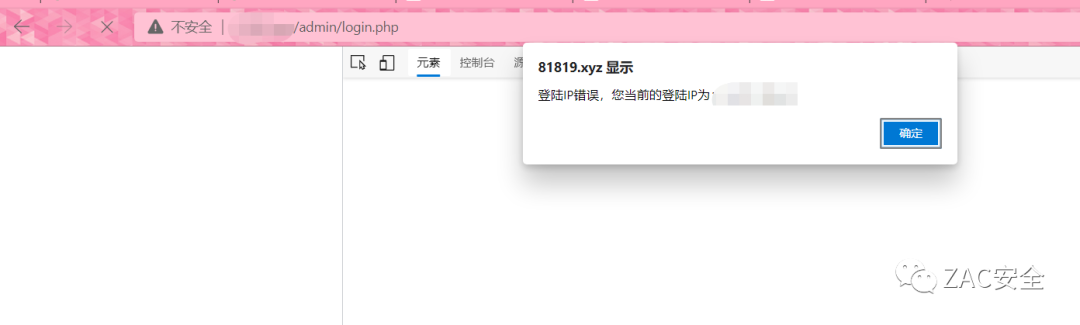 不安全 | /admin/login.php
元素 控制台 源
81819.xyz 显示
登陆IP错误，您当前的登陆IP为:
确定
ZAC安全